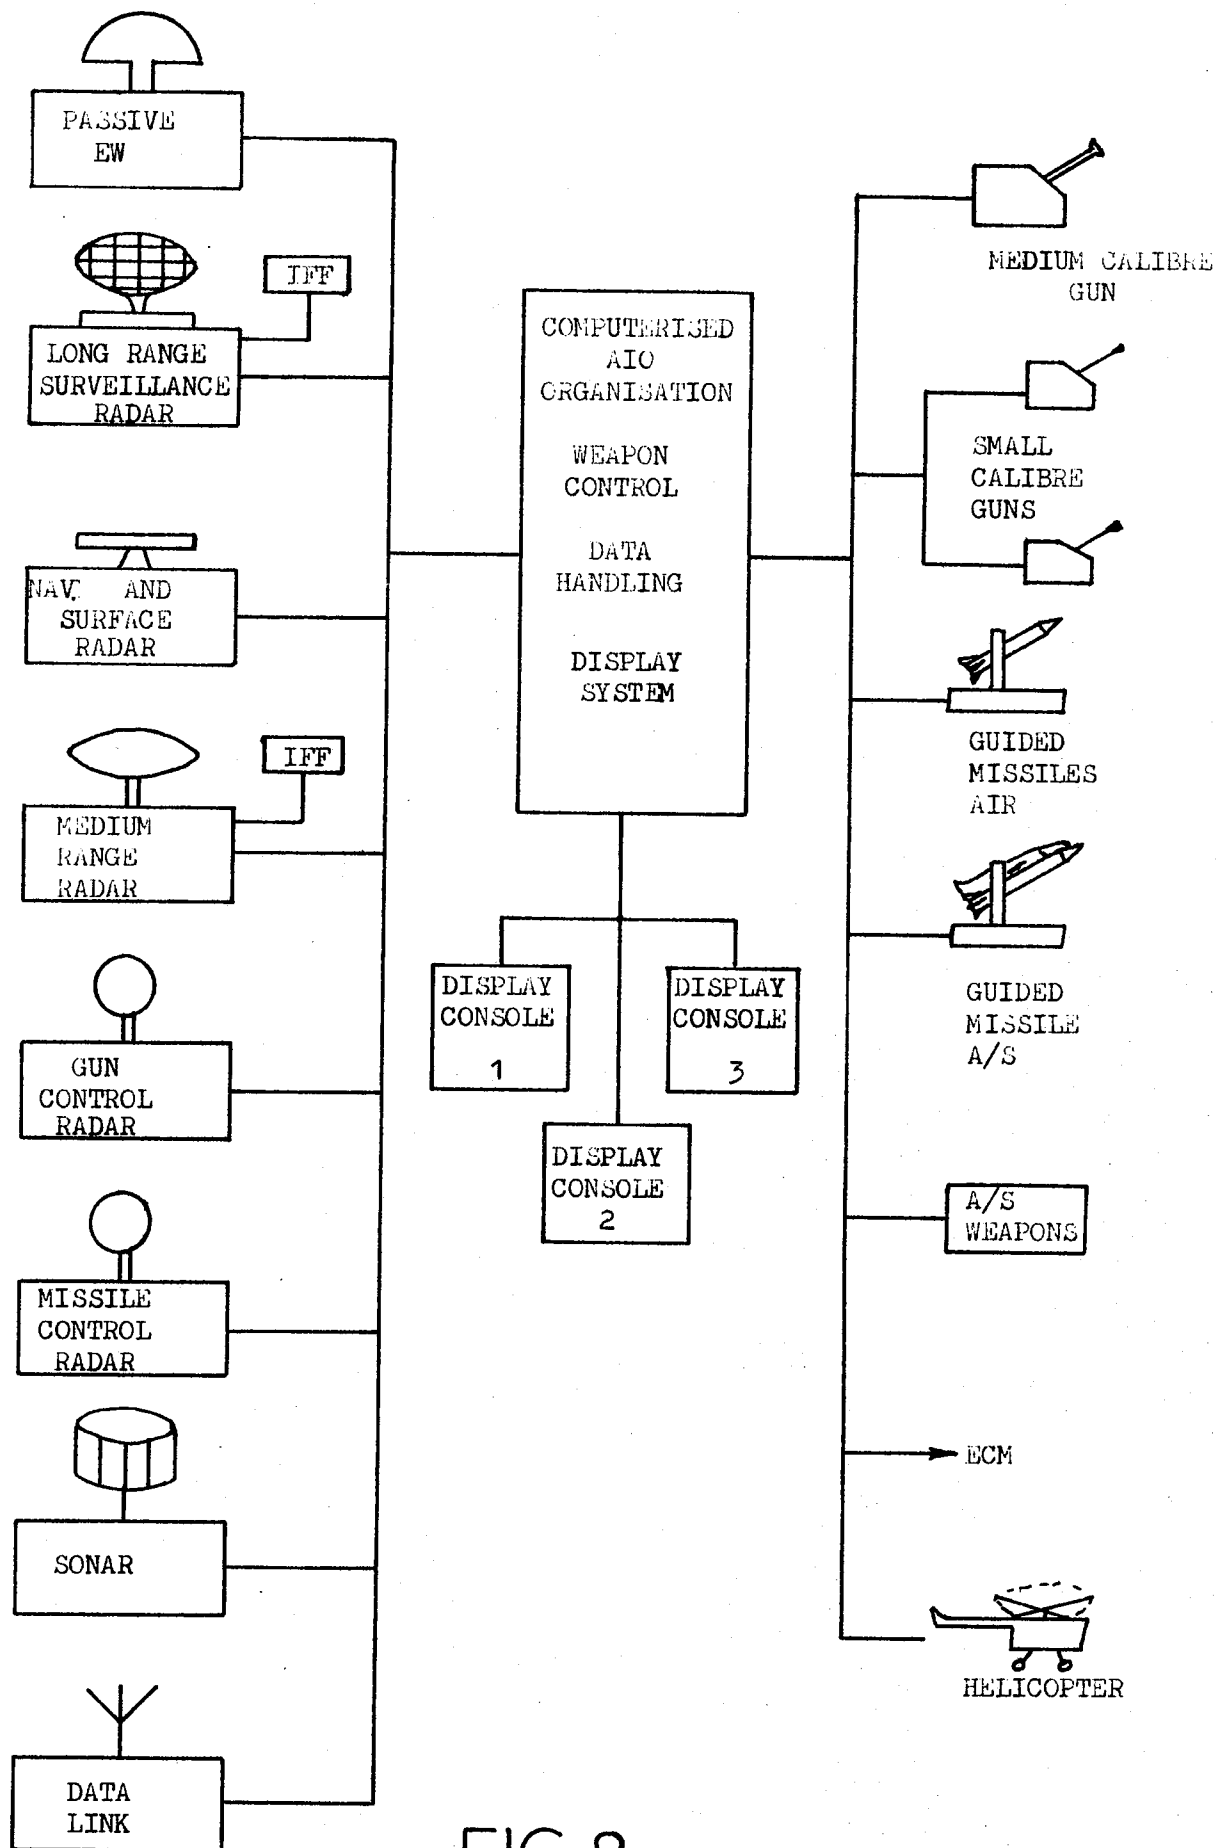 PASSIVE
EW
IFF
LONG RANGE
SURVEILLANCE
RADAR
NAV. AND
SURFACE
RADAR
IFF
MEDIUM
RANGE
RADAR
GUN
CONTROL
RADAR
MISSILE
CONTROL
RADAR
SONAR
DATA
LINK
COMPUTERISED
AIO
ORGANISATION
WEAPON
CONTROL
DATA
HANDLING
DISPLAY
SYSTEM
DISPLAY
CONSOLE
1
DISPLAY
CONSOLE
2
DISPLAY
CONSOLE
3
MEDIUM CALIBRE
GUN
SMALL
CALIBRE
GUNS
GUIDED
MISSILES
AIR
GUIDED
MISSILE
A/S
A/S
WEAPONS
ECM
HELICOPTER